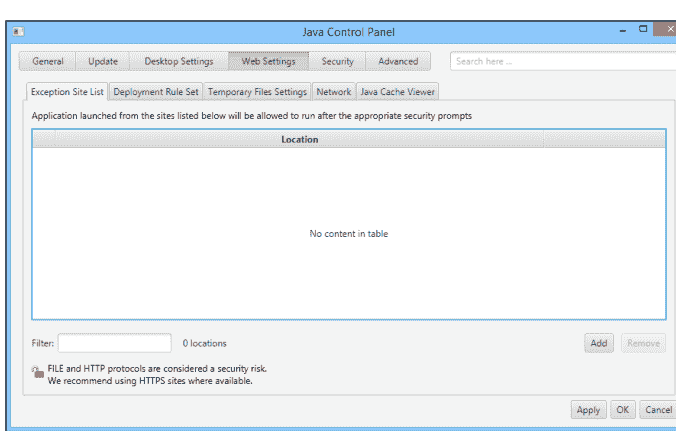 Java Control Panel
General Update Desktop Settings Web Settings Security Advanced Search here ...
Exception Site List Deployment Rule Set Temporary Files Settings Network Java Cache Viewer
Application launched from the sites listed below will be allowed to run after the appropriate security prompts
Location
No content in table
Filter: 0 locations Add Remove
FILE and HTTP protocols are considered a security risk.
We recommend using HTTPS sites where available.
Apply OK Cancel